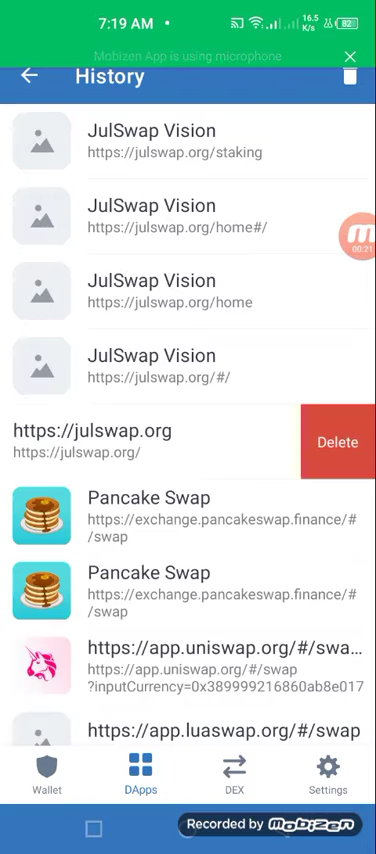 7:19 AM •
16.5
K/s
82
Mobizen App is using microphone
History
JulSwap Vision
https://julswap.org/staking
JulSwap Vision
https://julswap.org/home#/
00:21
JulSwap Vision
https://julswap.org/home
JulSwap Vision
https://julswap.org/#/
https://julswap.org
https://julswap.org/
Delete
Pancake Swap
https://exchange.pancakeswap.finance/#
/swap
Pancake Swap
https://exchange.pancakeswap.finance/#
/swap
https://app.uniswap.org/#/swa...
https://app.uniswap.org/#/swap
?inputCurrency=0x389999216860ab8e017
https://app.luaswap.org/#/swap
Wallet
DApps
DEX
Settings
Recorded by mobizen